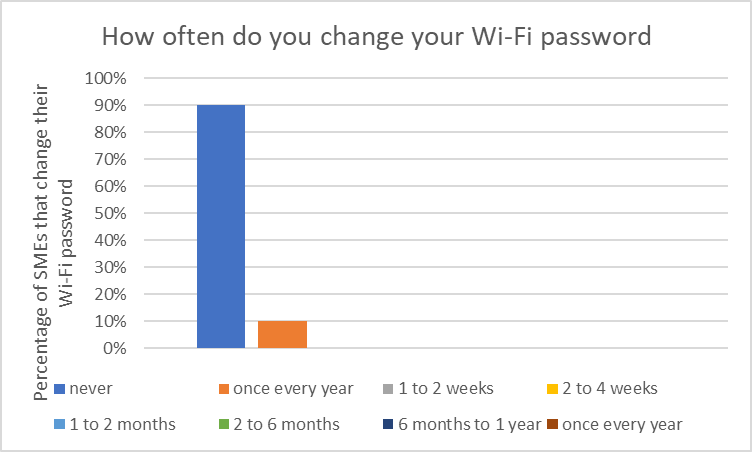 How often do you change your Wi-Fi password
Percentage of SMEs that change their
Wi-Fi password
100%
90%
80%
70%
60%
50%
40%
30%
20%
10%
0%
never
once every year
1 to 2 weeks
2 to 4 weeks
1 to 2 months
2 to 6 months
6 months to 1 year
once every year